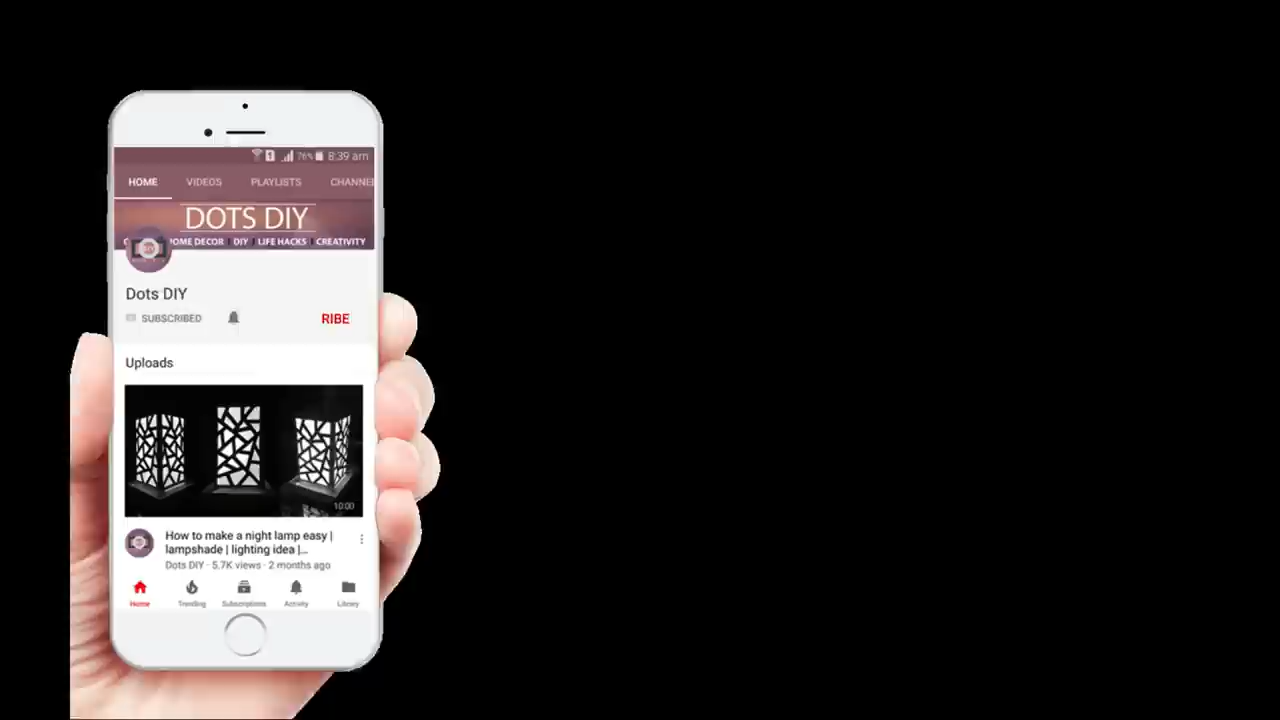 76% 8:39 am
HOME VIDEOS PLAYLISTS CHANNE
DOTS DIY
HOME DECOR | DIY | LIFE HACKS | CREATIVITY
Dots DIY
SUBSCRIBED RIBE
Uploads
10:00
How to make a night lamp easy |
lampshade | lighting idea |...
Dots DIY · 5.7K views · 2 months ago
Home Trending Subscriptions Activity Library